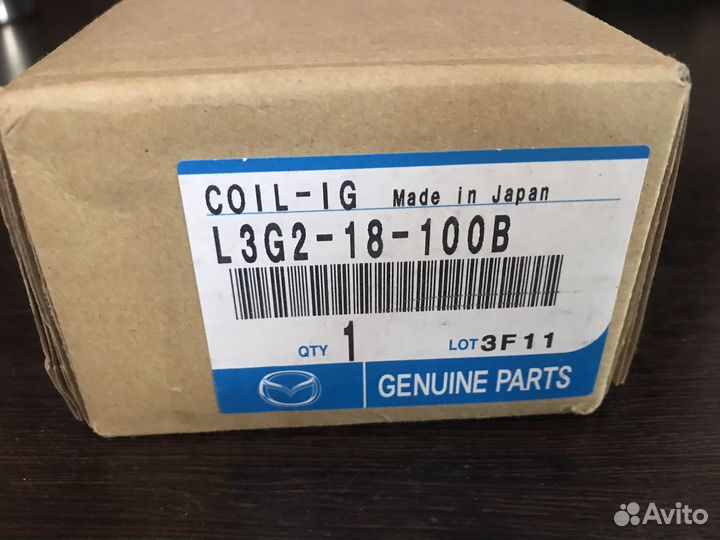 COIL-IG Made in Japan
L3G2-18-100B
QTY 1 LOT 3F11
GENUINE PARTS
Avito